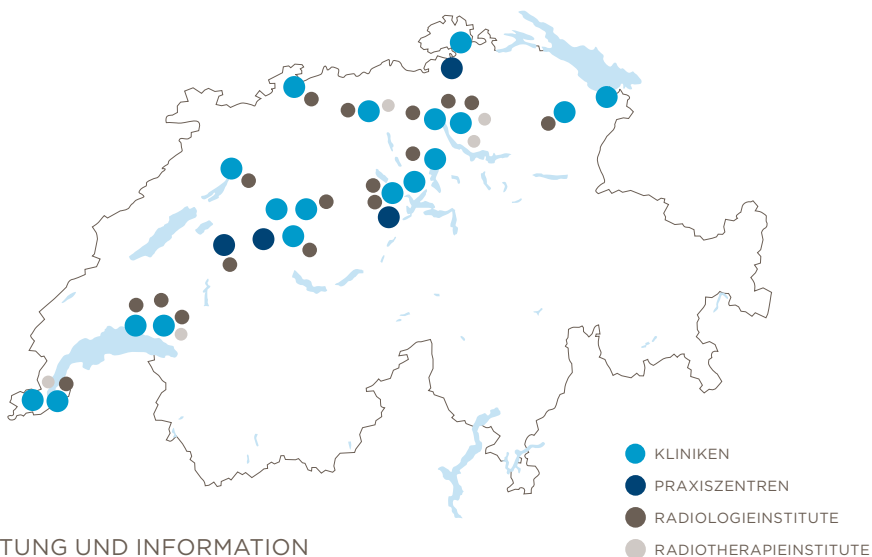 KLINIKEN
PRAXISZENTREN
RADIOLOGIEINSTITUTE
RADIOTHERAPIEINSTITUTE
TUNG UND INFORMATION